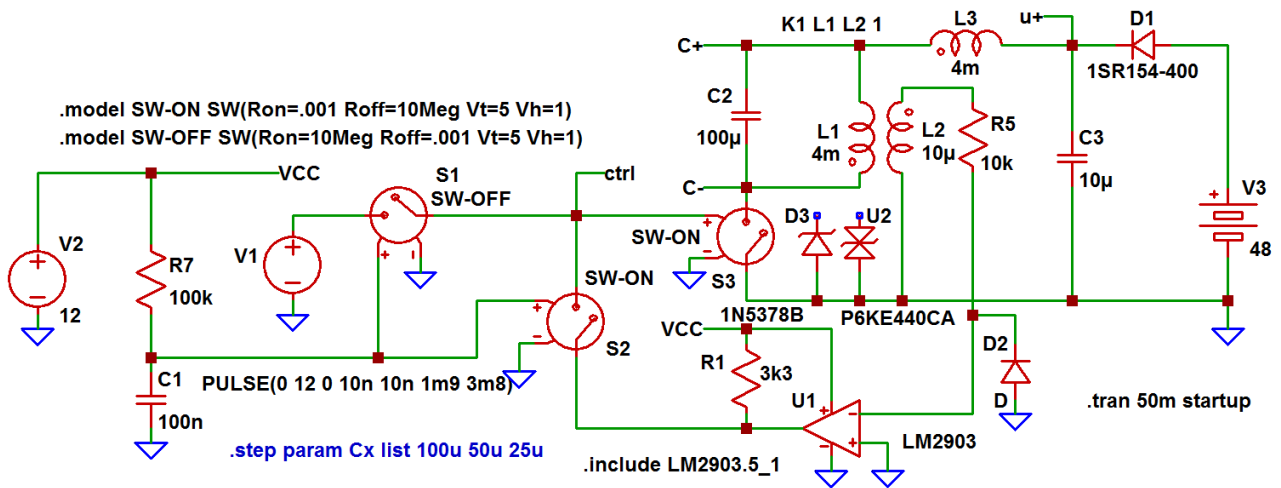 K1 L1 L2 1
L3
4m
u+
D1
1SR154-400
C+
C2
100µ
L1
4m
L2
10µ
R5
10k
C3
10µ
V3
48
.model SW-ON SW(Ron=.001 Roff=10Meg Vt=5 Vh=1)
.model SW-OFF SW(Ron=10Meg Roff=.001 Vt=5 Vh=1)
VCC
S1
SW-OFF
ctrl
C-
V2
12
R7
100k
V1
SW-ON
S3
D3
U2
1N5378B
P6KE440CA
SW-ON
S2
VCC
R1
3k3
U1
LM2903
D2
D
C1
100n
PULSE(0 12 0 10n 10n 1m9 3m8)
.tran 50m startup
.step param Cx list 100u 50u 25u
.include LM2903.5_1